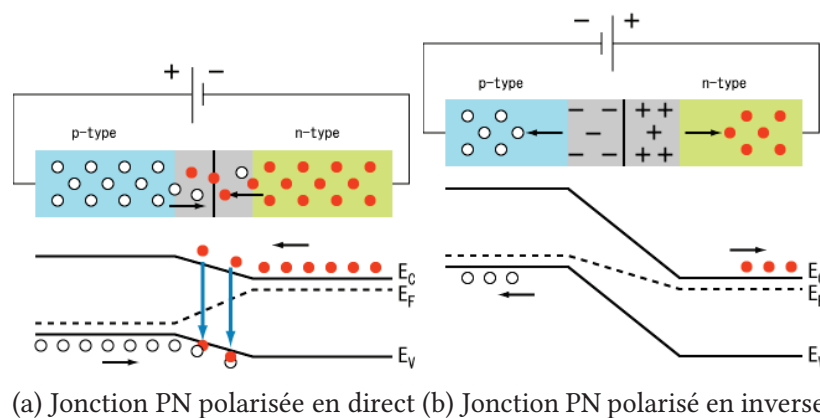 + −
p-type n-type
E_C
E_F
E_V
(a) Jonction PN polarisée en direct
− +
p-type n-type
− − + +
− +
− − + +
(b) Jonction PN polarisé en inverse